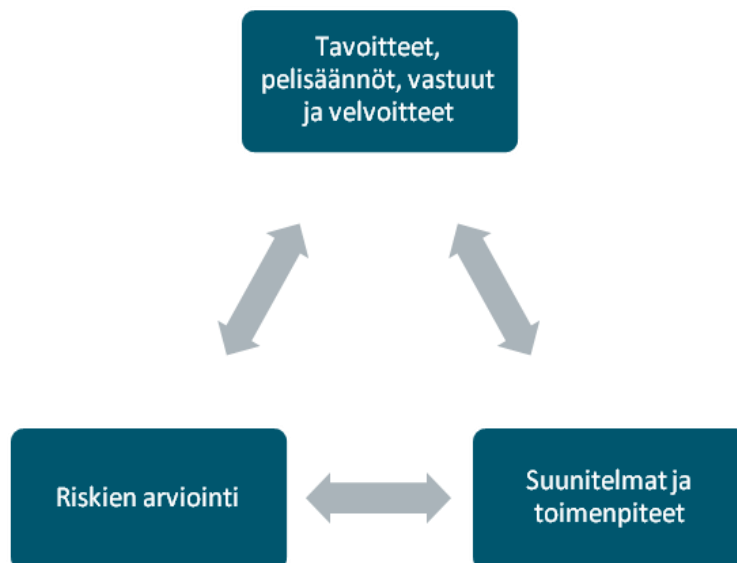 Tavoitteet,
pelisäännöt, vastuut
ja velvoitteet
Riskien arviointi
Suunitelmat ja
toimenpiteet